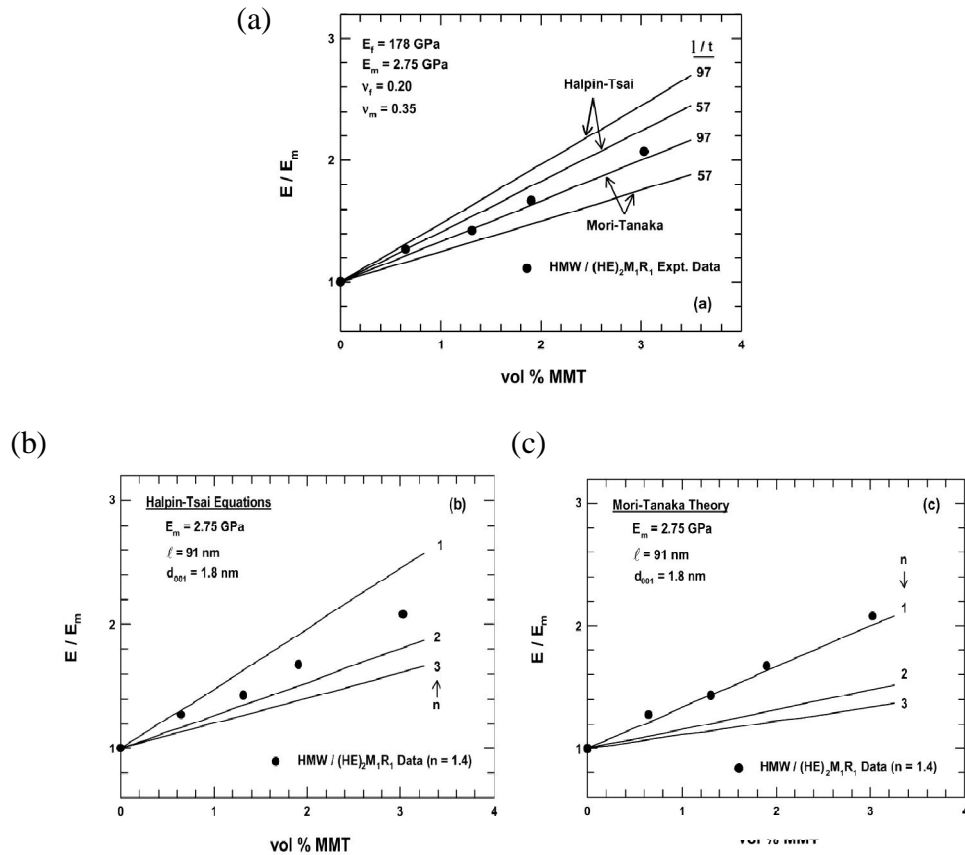 (a)
E_f = 178 GPa
E_m = 2.75 GPa
ν_f = 0.20
ν_m = 0.35
l / t
97
57
97
57
Halpin-Tsai
Mori-Tanaka
HMW / (HE)₂M₁R₁ Expt. Data
(a)
3
2
1
E / E_m
0 1 2 3 4
vol % MMT
(b)
Halpin-Tsai Equations
(b)
E_m = 2.75 GPa
ℓ = 91 nm
d₀₀₁ = 1.8 nm
1
2
3
n
HMW / (HE)₂M₁R₁ Data (n = 1.4)
3
2
1
E / E_m
0 1 2 3 4
vol % MMT
(c)
Mori-Tanaka Theory
(c)
E_m = 2.75 GPa
ℓ = 91 nm
d₀₀₁ = 1.8 nm
n
1
2
3
HMW / (HE)₂M₁R₁ Data (n = 1.4)
3
2
1
E / E_m
0 1 2 3 4
vol % MMT